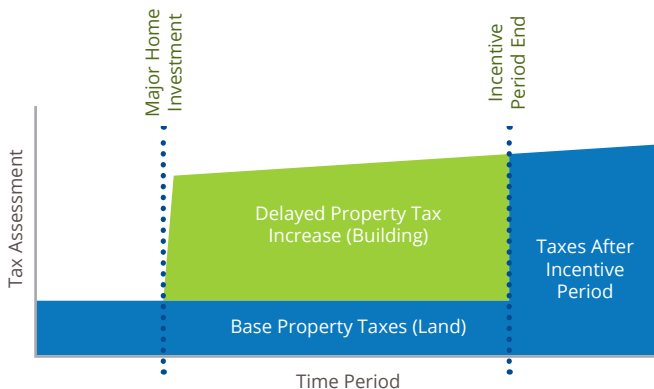 Major Home
Investment
Incentive
Period End
Tax Assessment
Delayed Property Tax
Increase (Building)
Taxes After
Incentive
Period
Base Property Taxes (Land)
Time Period